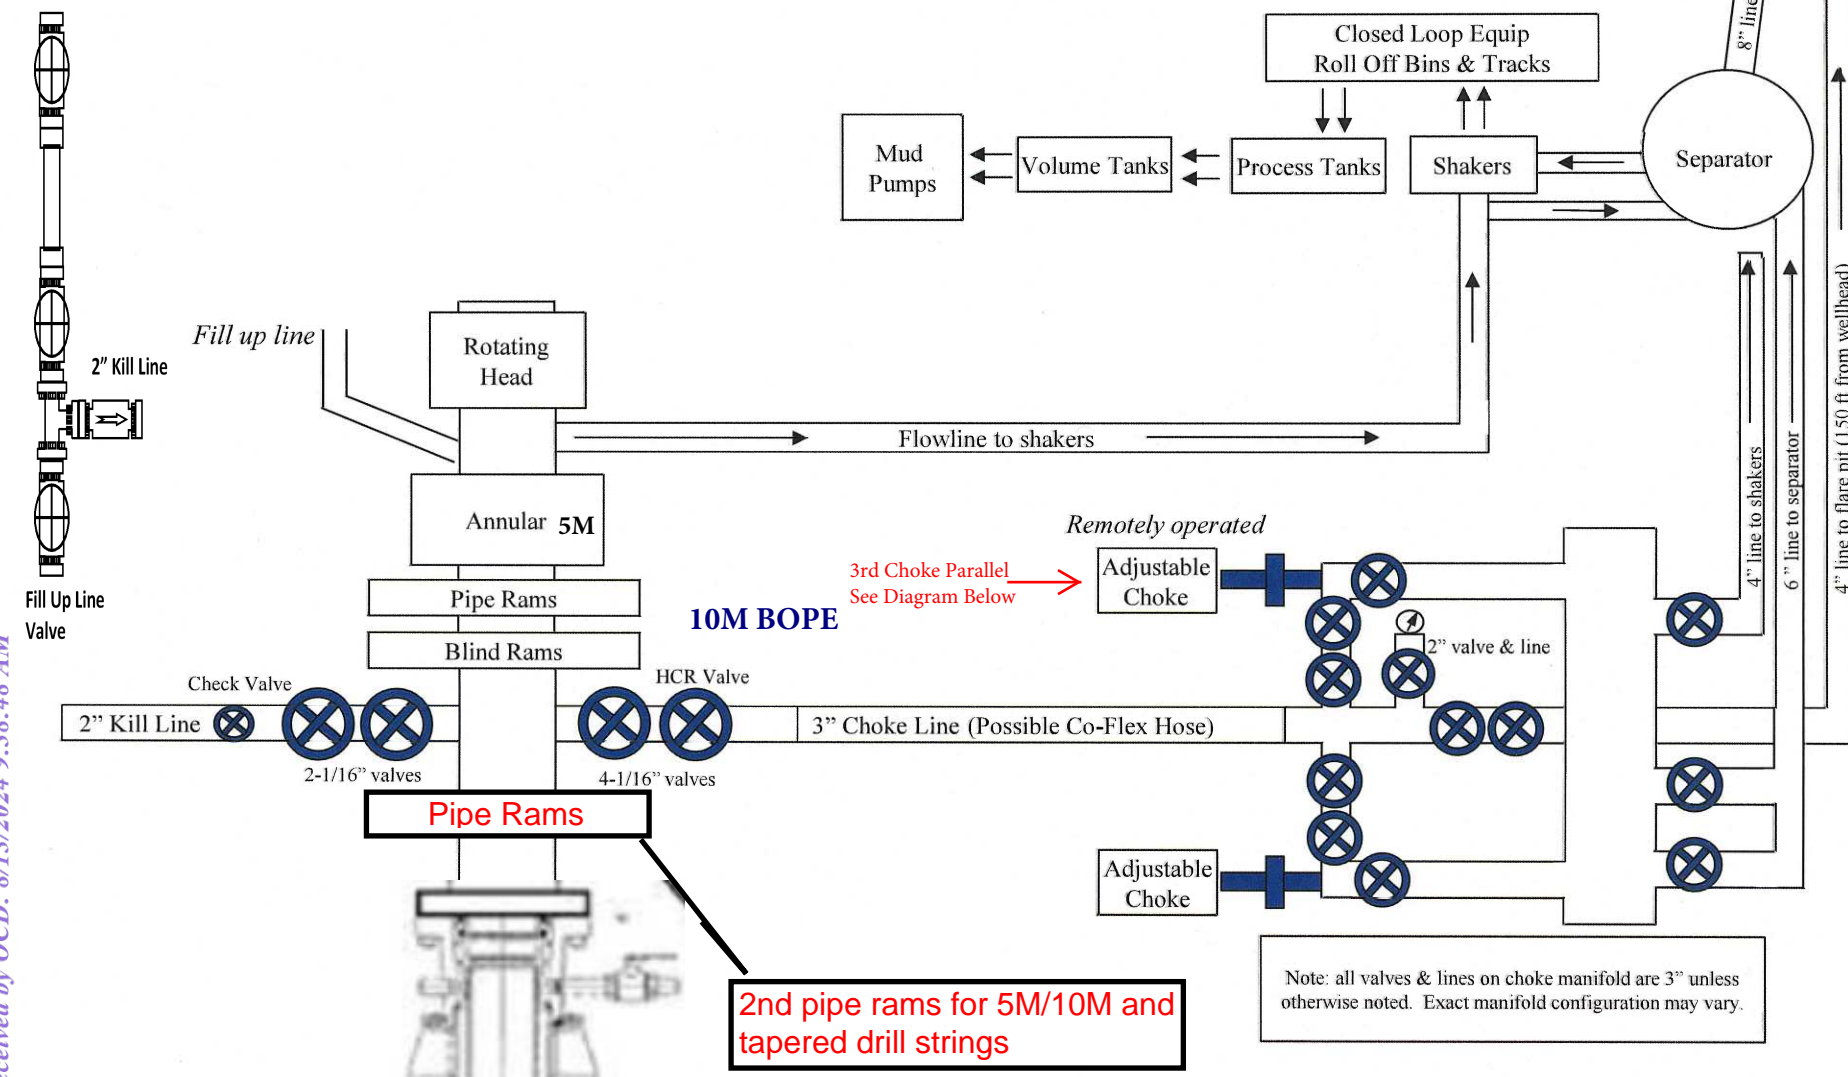 Closed Loop Equip
Roll Off Bins & Tracks
8” line
Mud
Pumps
Volume Tanks
Process Tanks
Shakers
Separator
Fill up line
2” Kill Line
Rotating
Head
Flowline to shakers
Annular 5M
Remotely operated
3rd Choke Parallel
See Diagram Below
Adjustable
Choke
4” line to shakers
6” line to separator
4” line to flare pit (150 ft from wellhead)
Fill Up Line
Valve
Pipe Rams
10M BOPE
Blind Rams
2” valve & line
Check Valve
HCR Valve
2” Kill Line
3” Choke Line (Possible Co-Flex Hose)
2-1/16” valves
4-1/16” valves
Pipe Rams
Adjustable
Choke
2nd pipe rams for 5M/10M and
tapered drill strings
Note: all valves & lines on choke manifold are 3” unless
otherwise noted. Exact manifold configuration may vary.
by OCD: